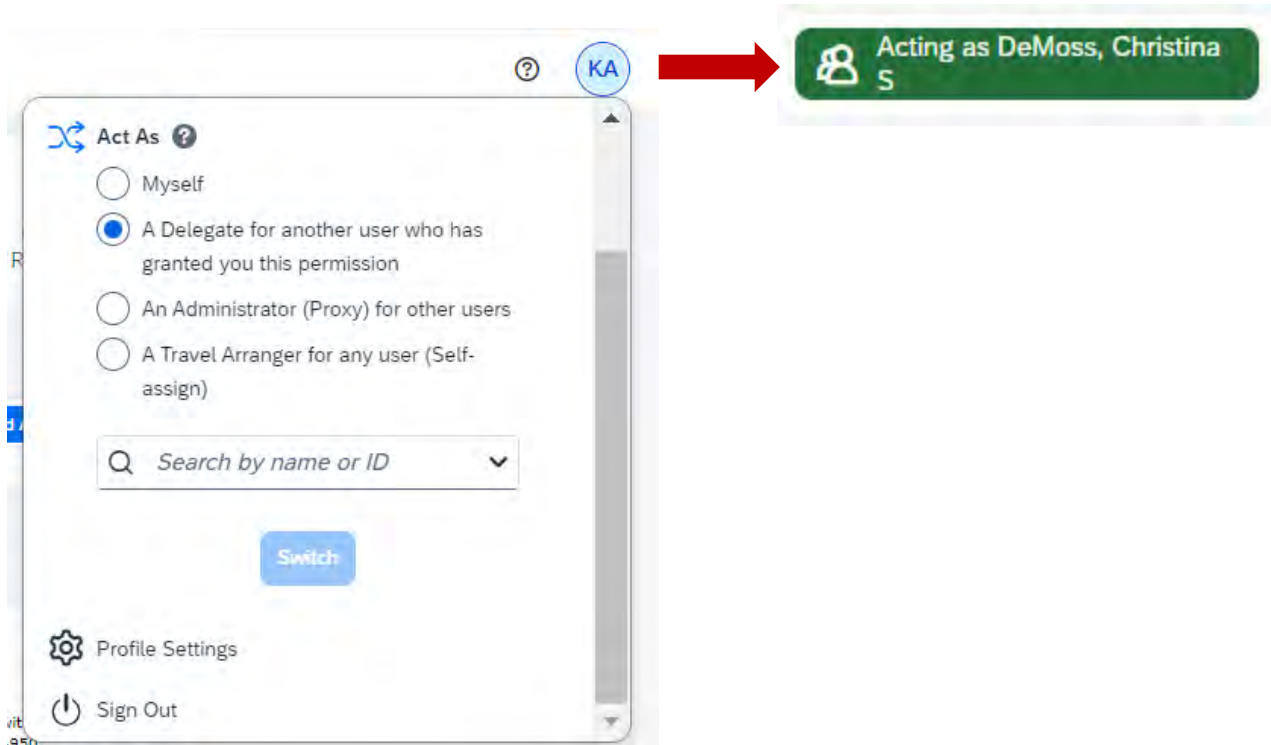 KA
Acting as DeMoss, Christina
S
Act As
Myself
A Delegate for another user who has
granted you this permission
R
An Administrator (Proxy) for other users
A Travel Arranger for any user (Self-
assign)
Search by name or ID
Switch
Profile Settings
Sign Out